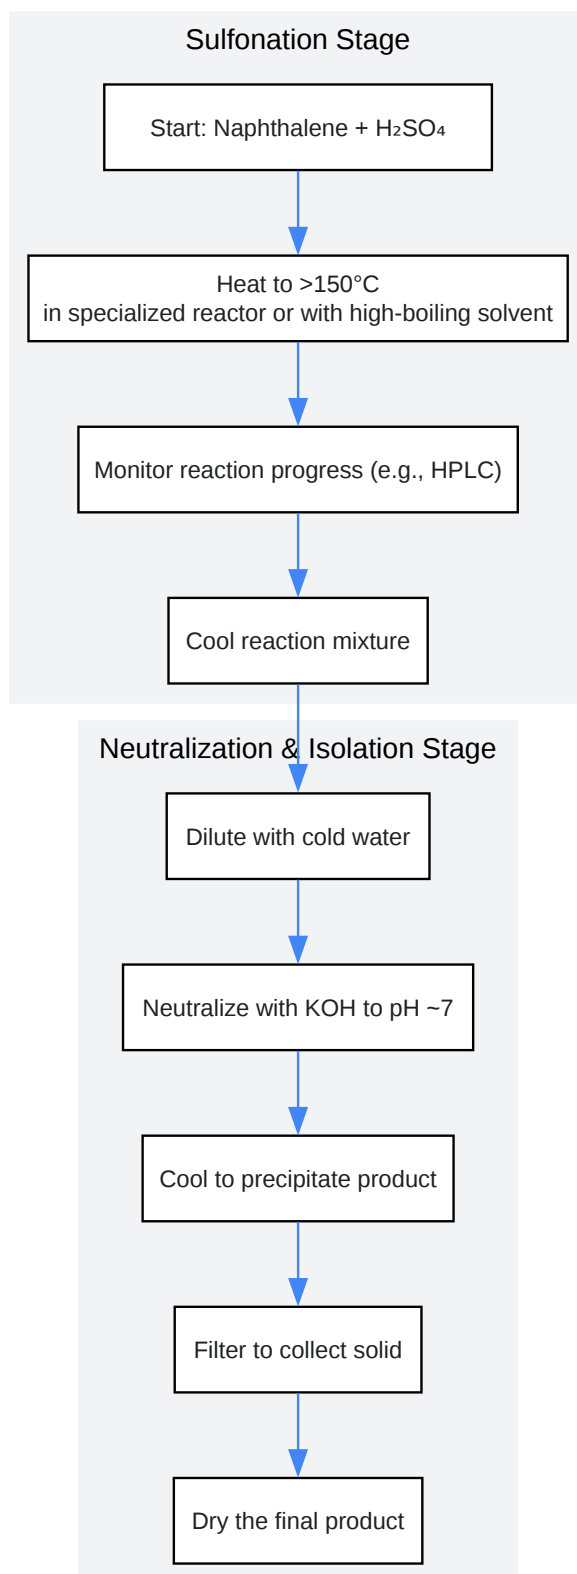 Sulfonation Stage
Start: Naphthalene + H₂SO₄
Heat to >150°C
in specialized reactor or with high-boiling solvent
Monitor reaction progress (e.g., HPLC)
Cool reaction mixture
Neutralization & Isolation Stage
Dilute with cold water
Neutralize with KOH to pH ~7
Cool to precipitate product
Filter to collect solid
Dry the final product